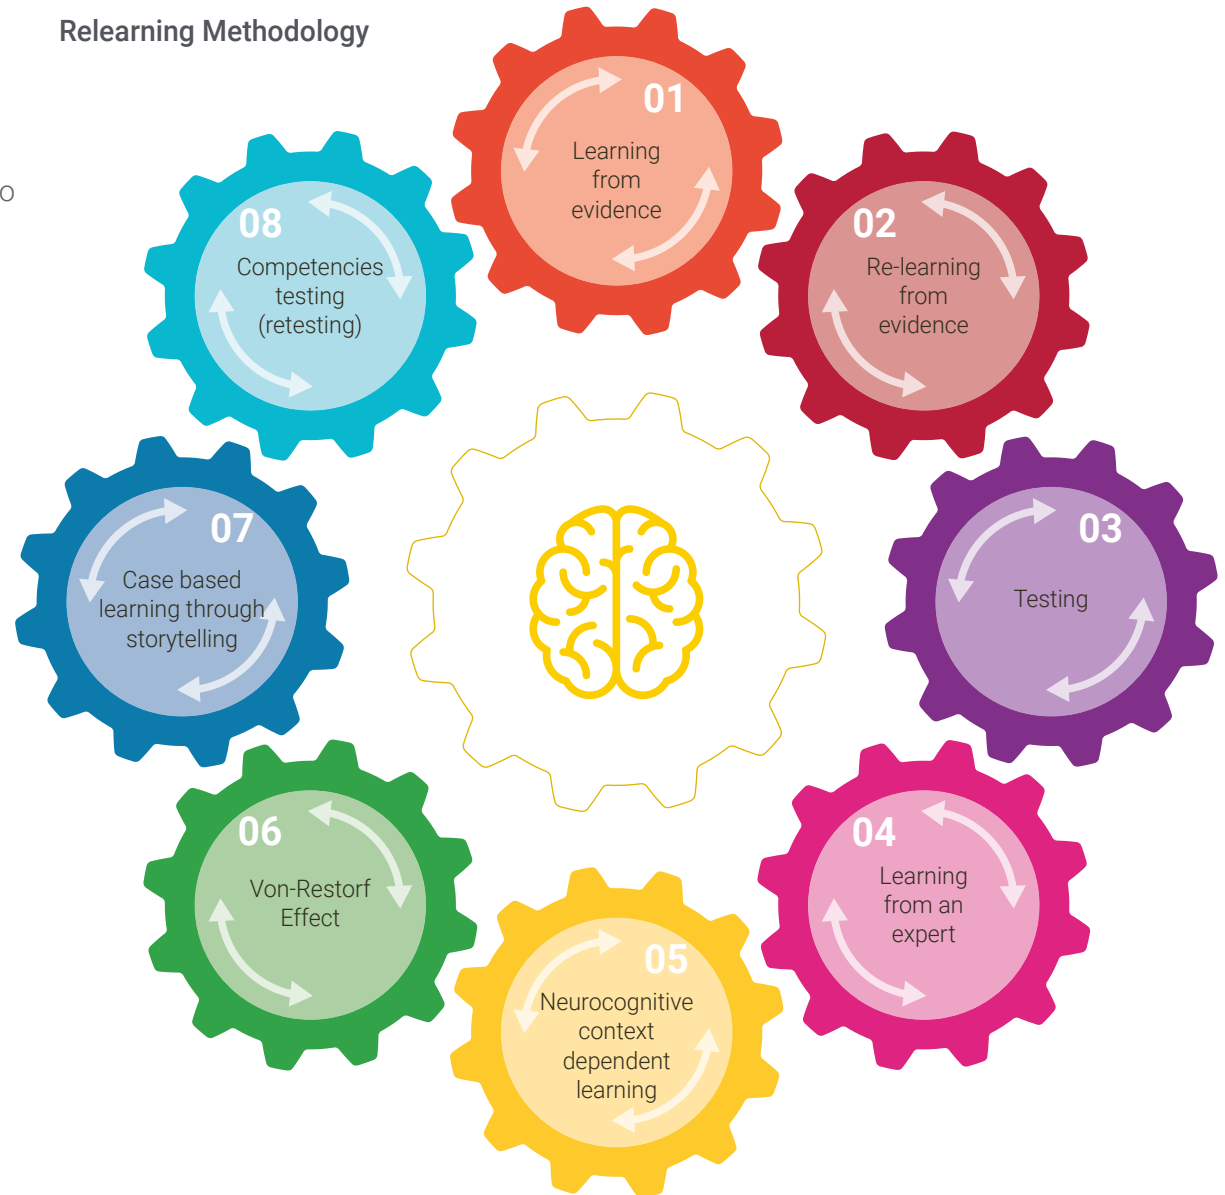 Relearning Methodology
o
01
Learning
from
evidence
02
Re-learning
from
evidence
03
Testing
04
Learning
from an
expert
05
Neurocognitive
context
dependent
learning
06
Von-Restorf
Effect
07
Case based
learning through
storytelling
08
Competencies
testing
(retesting)